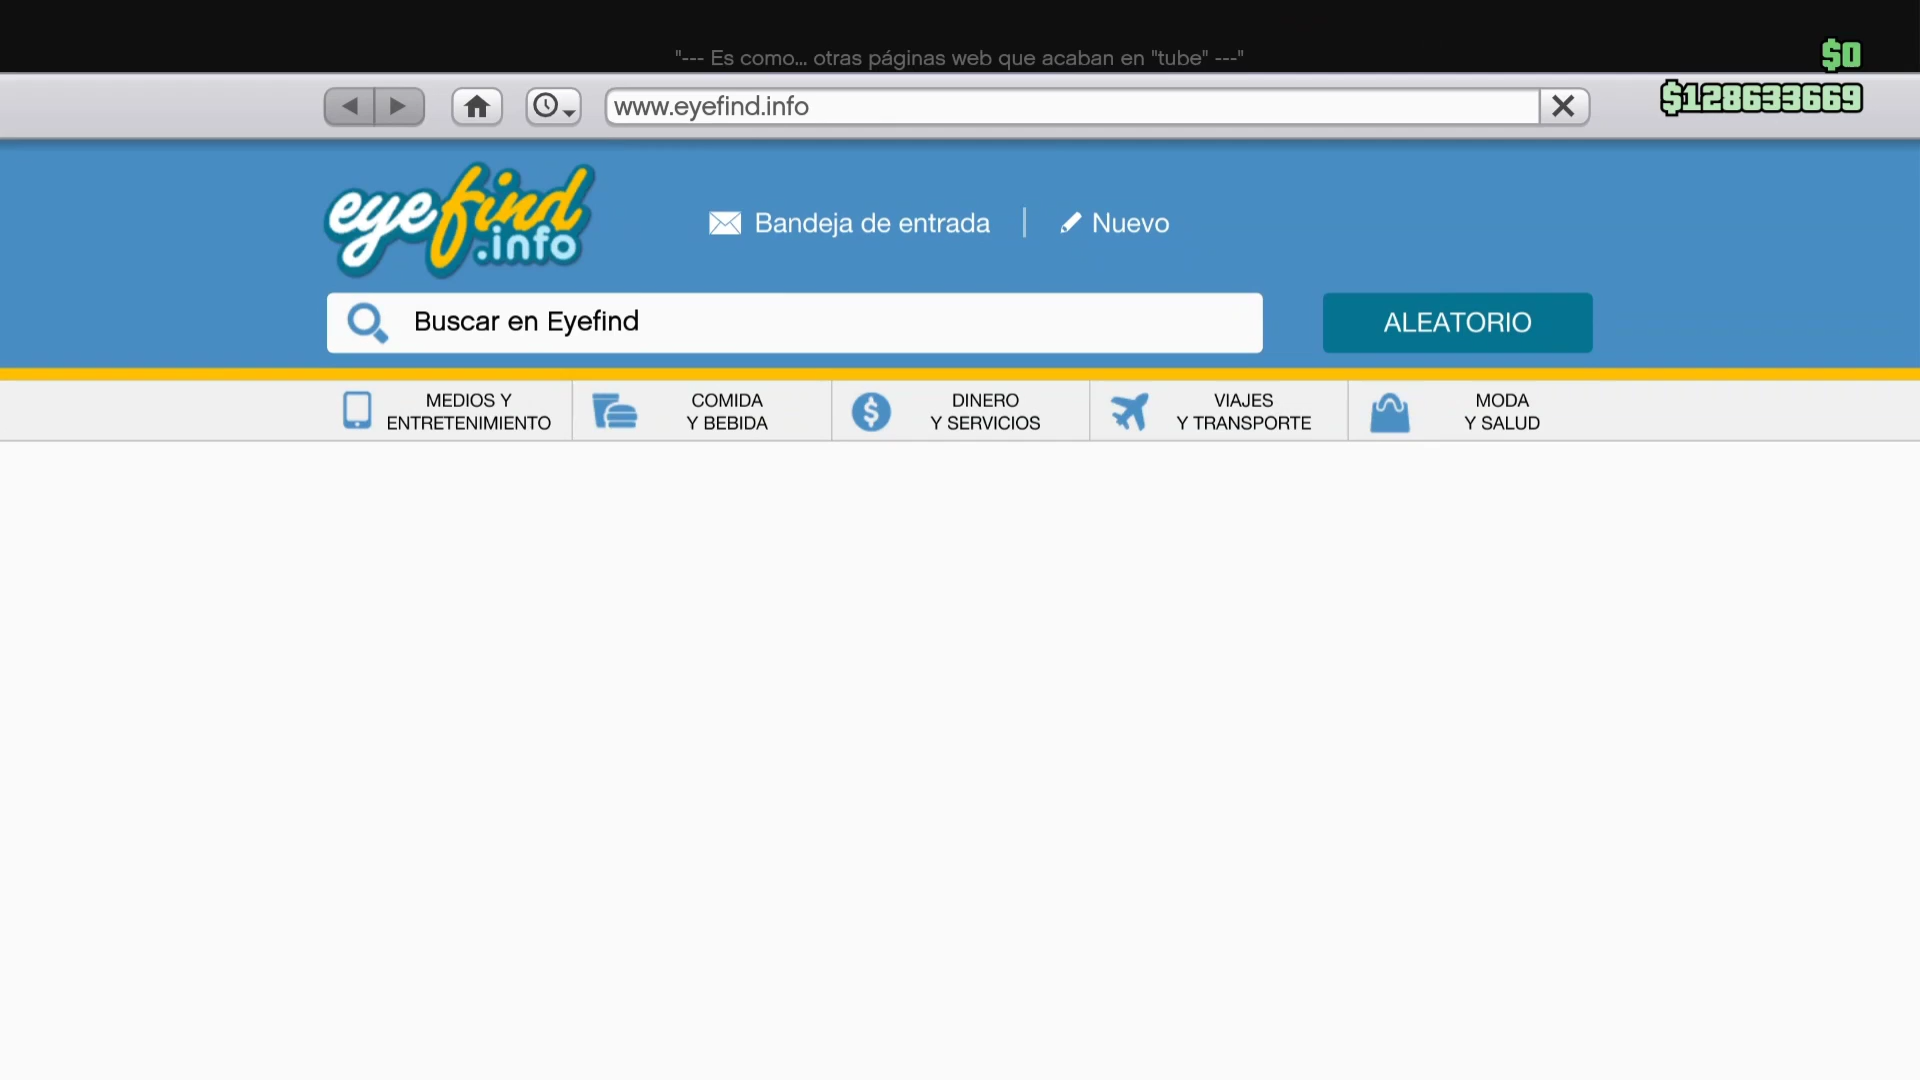 "--- Es como... otras páginas web que acaban en "tube" ---"
$0
www.eyefind.info
$128633669
eyefind
.info
Bandeja de entrada
Nuevo
Buscar en Eyefind
ALEATORIO
MEDIOS Y
ENTRETENIMIENTO
COMIDA
Y BEBIDA
DINERO
Y SERVICIOS
VIAJES
Y TRANSPORTE
MODA
Y SALUD